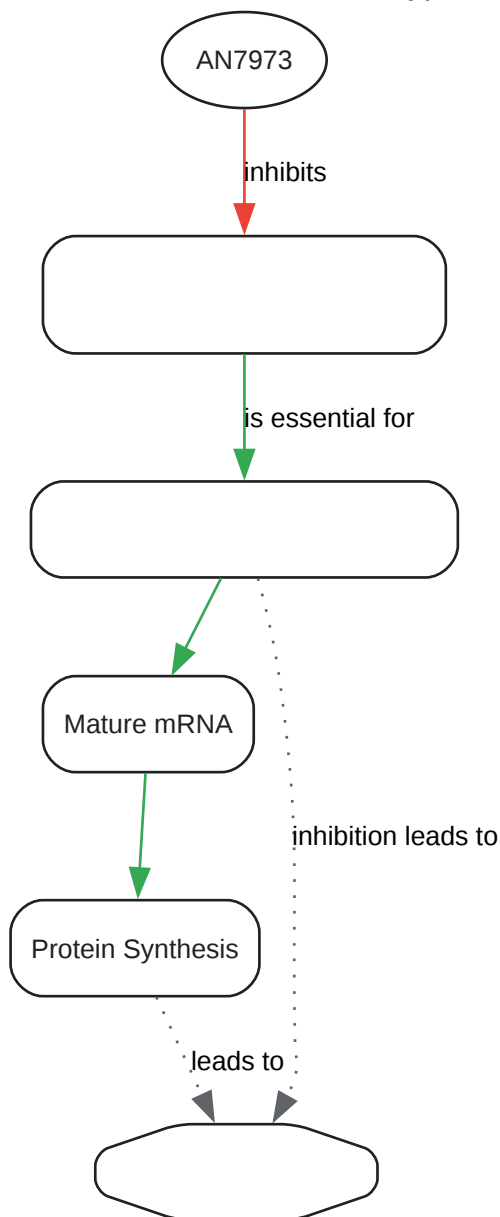 AN7973
inhibits
is essential for
Mature mRNA
inhibition leads to
Protein Synthesis
leads to